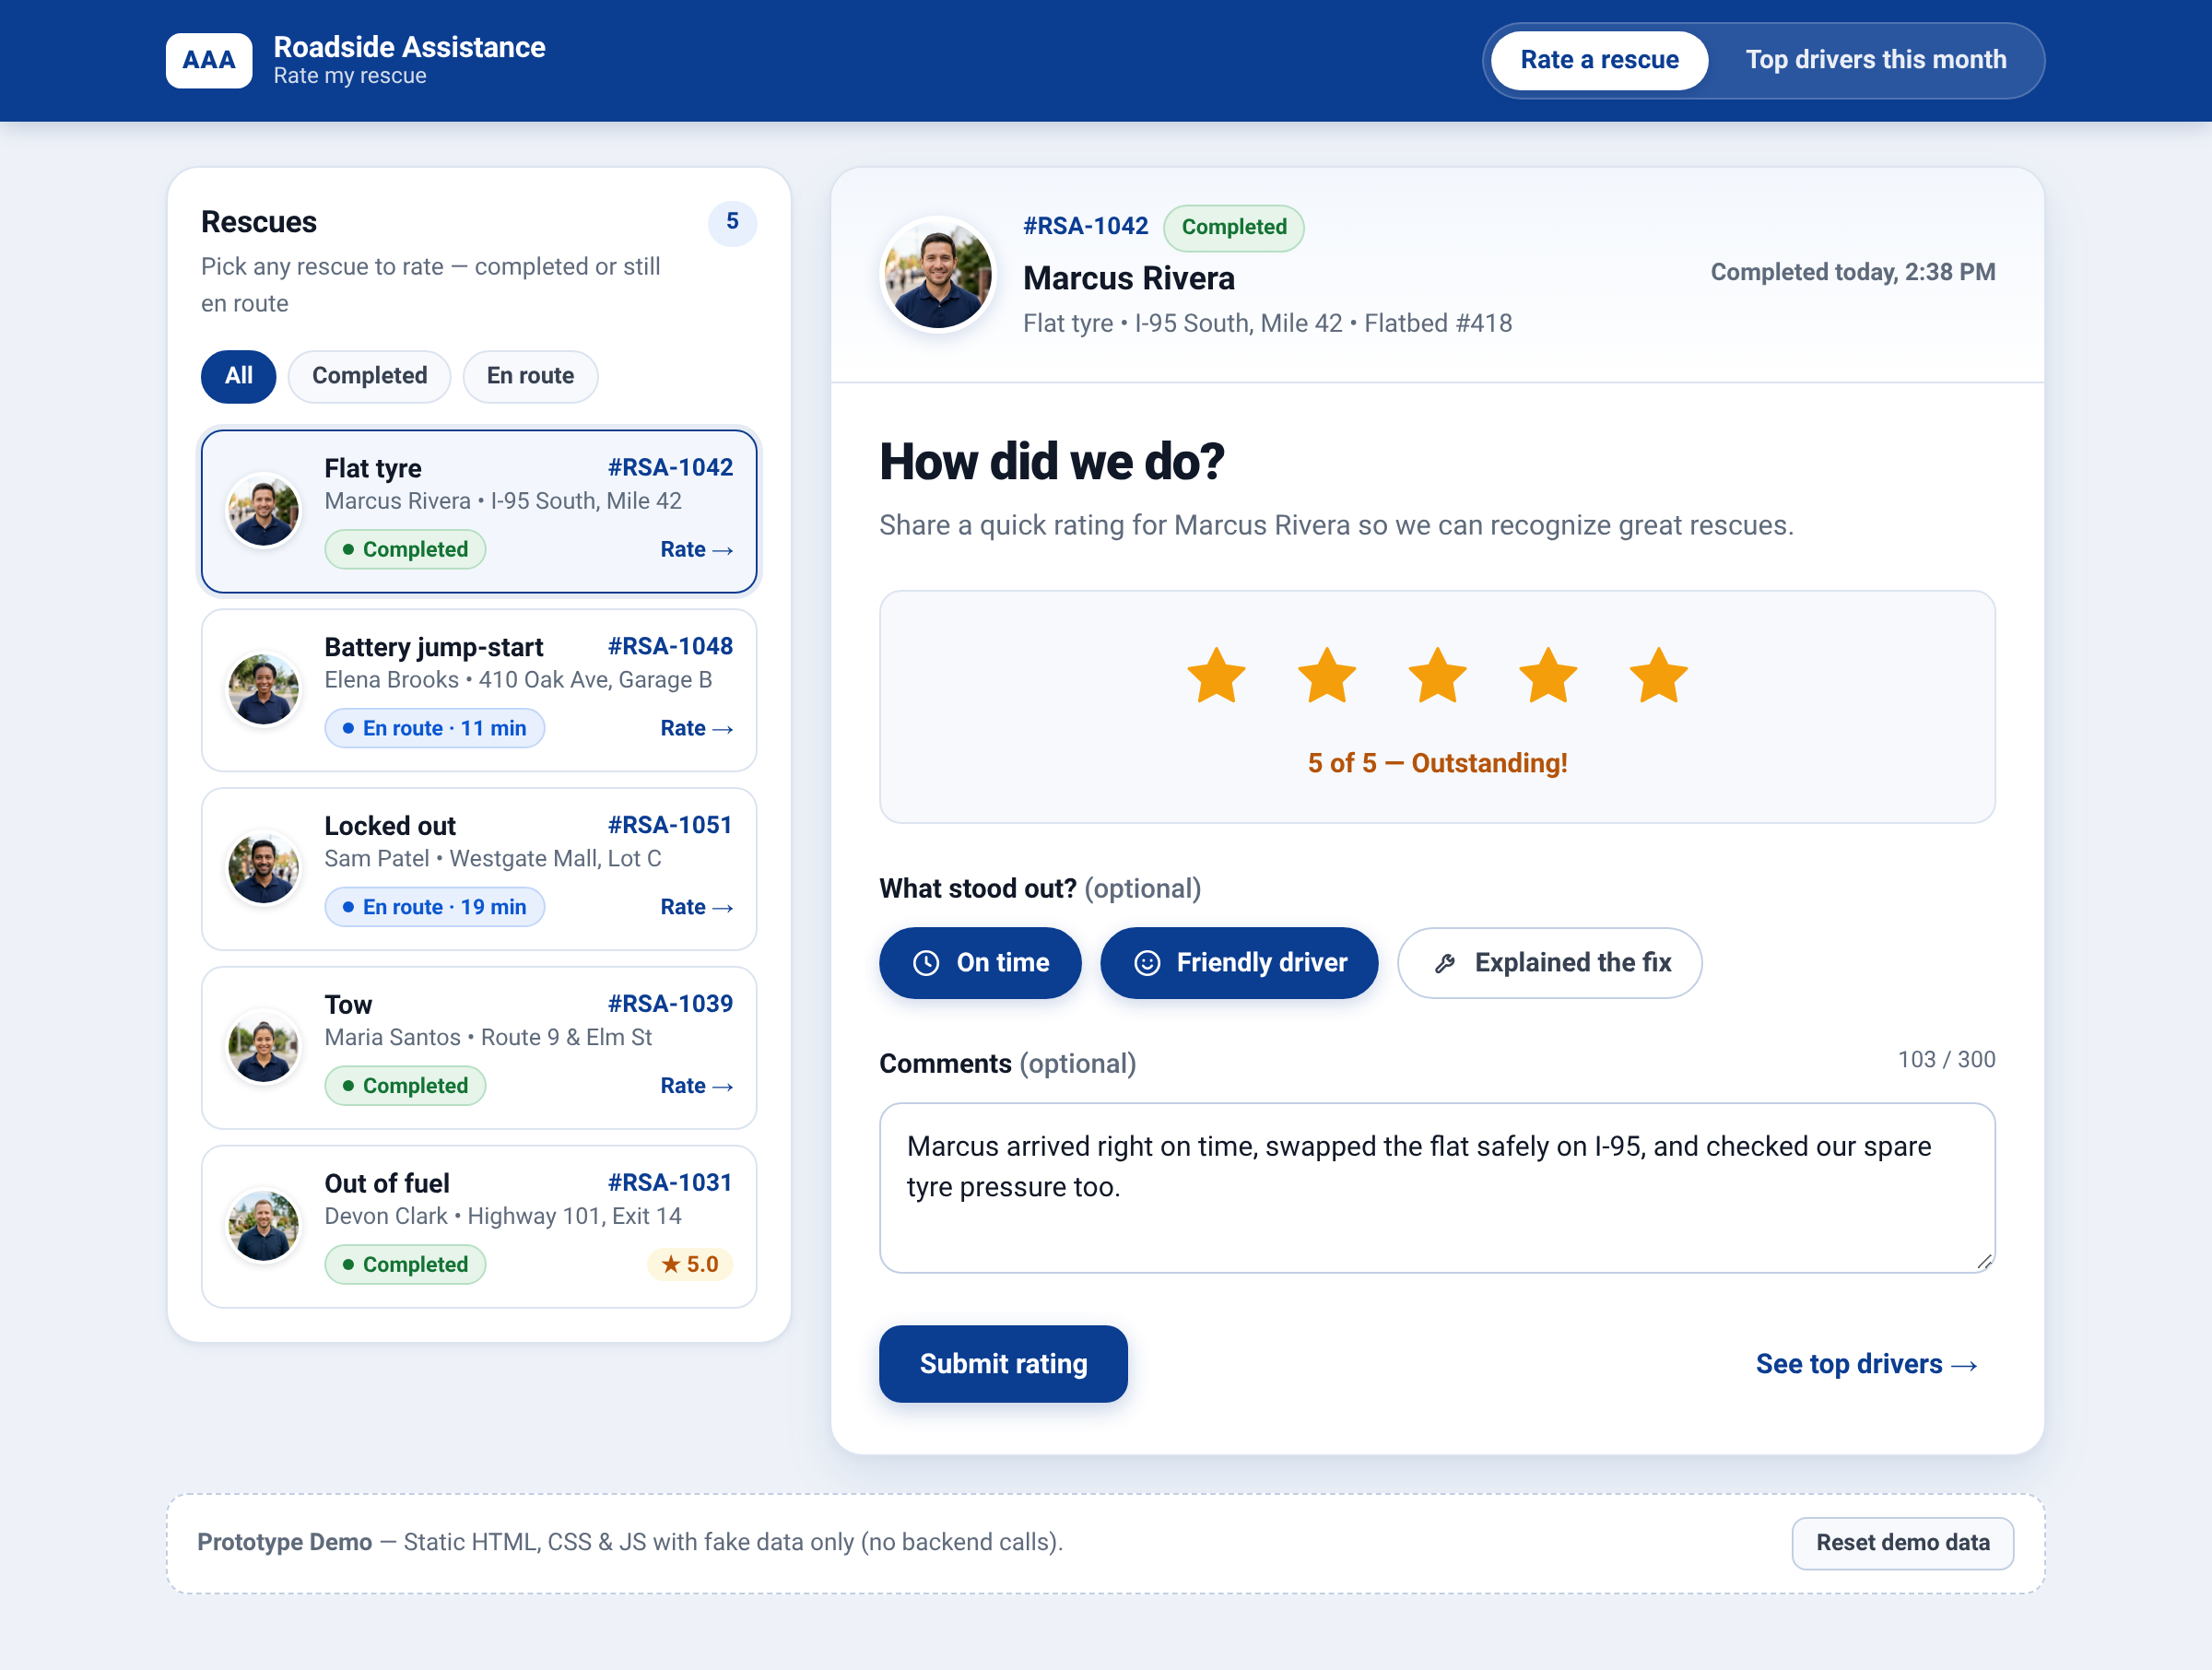 AAA
Roadside Assistance
Rate my rescue
Rate a rescue
Top drivers this month
Rescues
5
Pick any rescue to rate — completed or still
en route
All
Completed
En route
Flat tyre
#RSA-1042
Marcus Rivera • I-95 South, Mile 42
Completed
Rate →
Battery jump-start
#RSA-1048
Elena Brooks • 410 Oak Ave, Garage B
En route · 11 min
Rate →
Locked out
#RSA-1051
Sam Patel • Westgate Mall, Lot C
En route · 19 min
Rate →
Tow
#RSA-1039
Maria Santos • Route 9 & Elm St
Completed
Rate →
Out of fuel
#RSA-1031
Devon Clark • Highway 101, Exit 14
Completed
★ 5.0
#RSA-1042
Completed
Marcus Rivera
Flat tyre • I-95 South, Mile 42 • Flatbed #418
Completed today, 2:38 PM
How did we do?
Share a quick rating for Marcus Rivera so we can recognize great rescues.
5 of 5 — Outstanding!
What stood out? (optional)
On time
Friendly driver
Explained the fix
Comments (optional)
103 / 300
Marcus arrived right on time, swapped the flat safely on I-95, and checked our spare
tyre pressure too.
Submit rating
See top drivers →
Prototype Demo — Static HTML, CSS & JS with fake data only (no backend calls).
Reset demo data